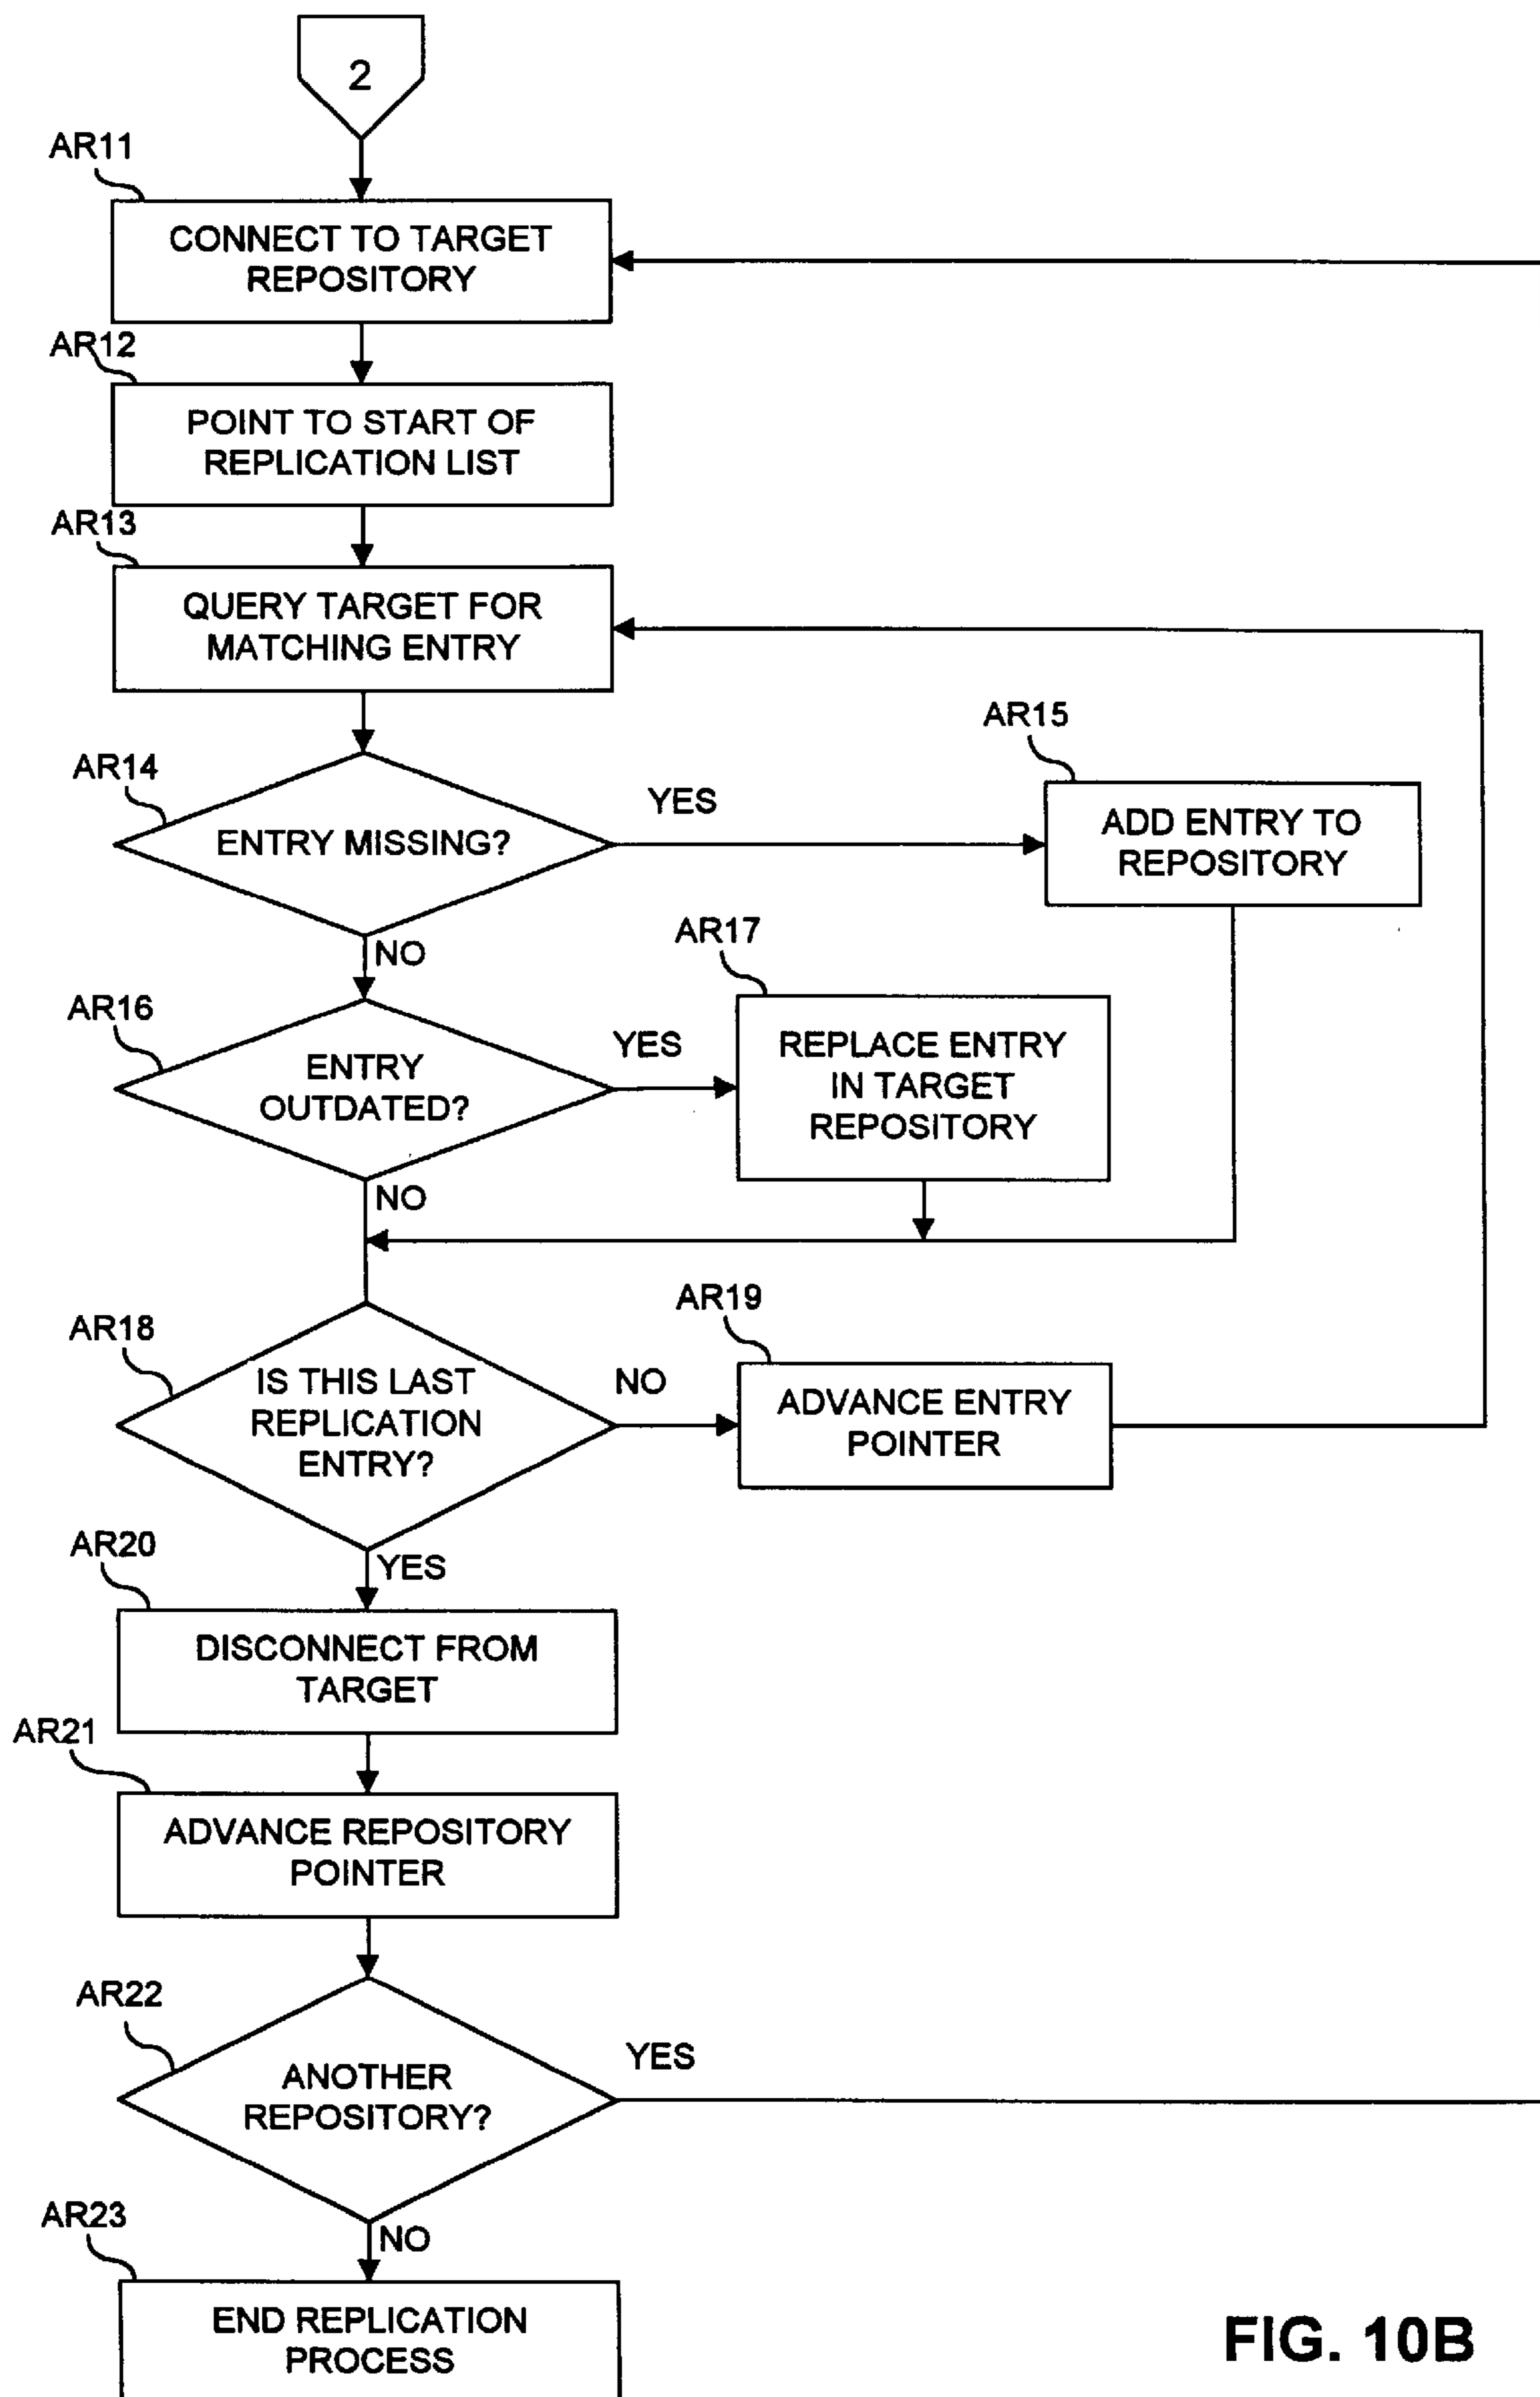 2
AR11
CONNECT TO TARGET
REPOSITORY
AR12
POINT TO START OF
REPLICATION LIST
AR13
QUERY TARGET FOR
MATCHING ENTRY
AR14
ENTRY MISSING?
YES
AR15
ADD ENTRY TO
REPOSITORY
NO
AR16
ENTRY
OUTDATED?
YES
AR17
REPLACE ENTRY
IN TARGET
REPOSITORY
NO
AR18
IS THIS LAST
REPLICATION
ENTRY?
NO
AR19
ADVANCE ENTRY
POINTER
YES
AR20
DISCONNECT FROM
TARGET
AR21
ADVANCE REPOSITORY
POINTER
AR22
ANOTHER
REPOSITORY?
YES
NO
AR23
END REPLICATION
PROCESS
FIG. 10B